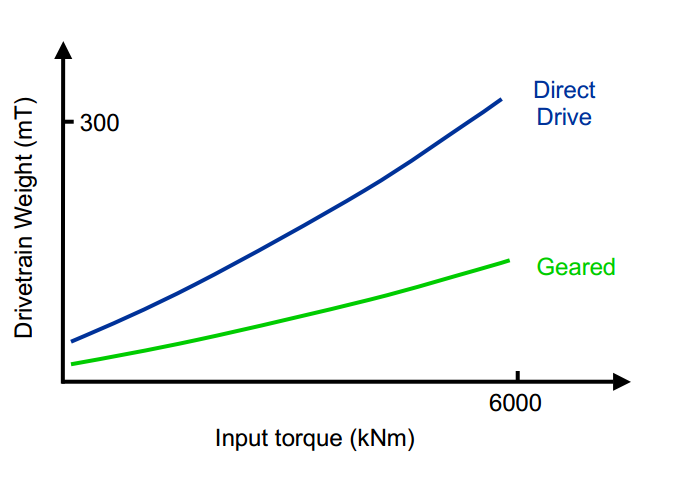 Drivetrain Weight (mT)
300
Direct
Drive
Geared
6000
Input torque (kNm)